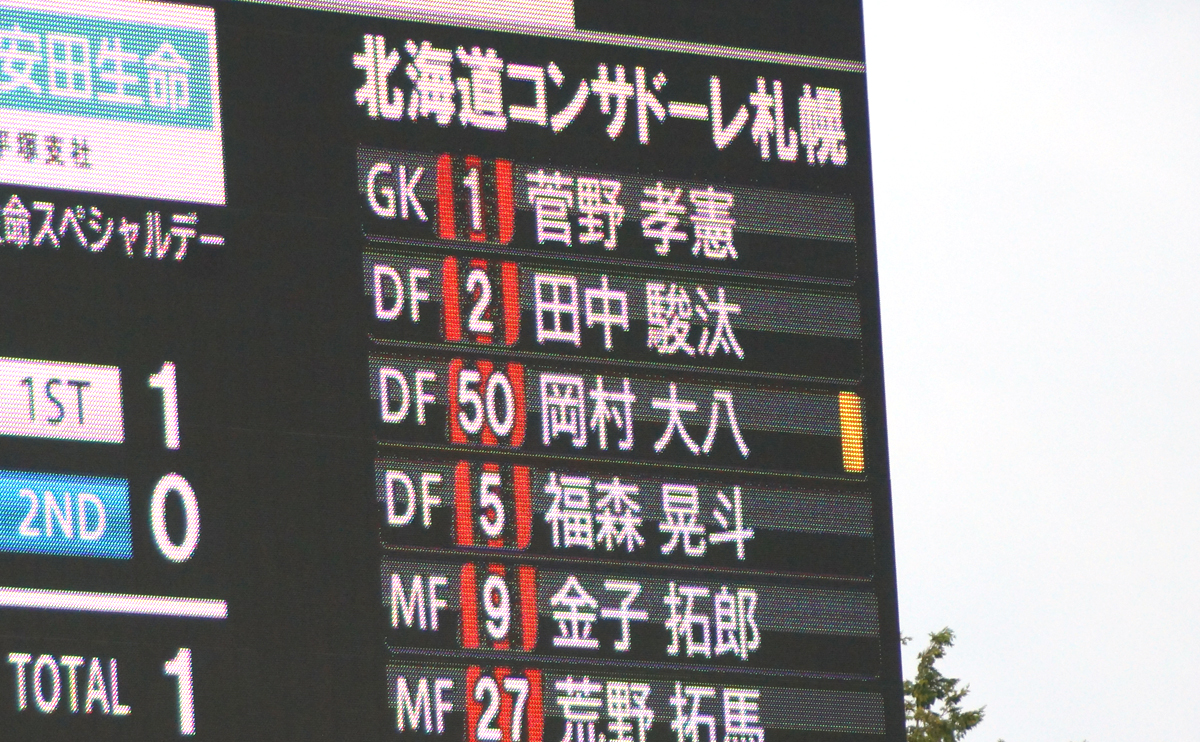 安田生命
平塚支社
命スペシャルデー
1ST 1
2ND 0
TOTAL 1
北海道コンサドーレ札幌
GK 1 菅野 孝憲
DF 2 田中 駿汰
DF 50 岡村 大八
DF 5 福森 晃斗
MF 9 金子 拓郎
MF 27 荒野 拓馬